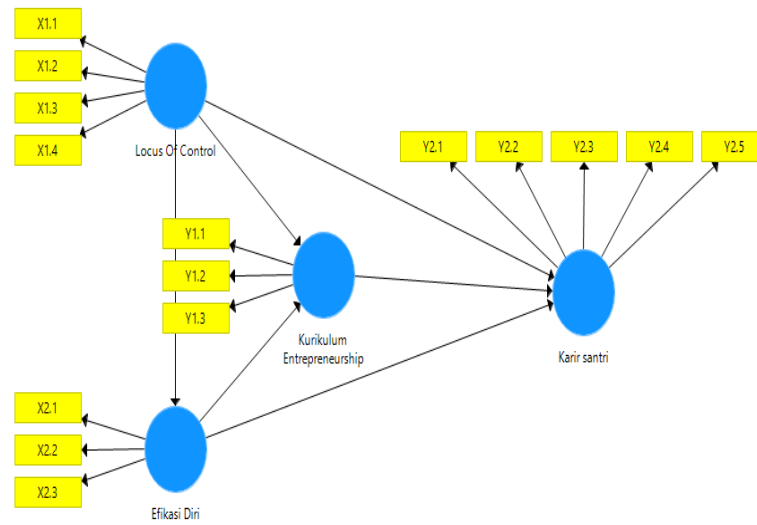 X1.1
X1.2
X1.3
X1.4
Locus Of Control
Y2.1
Y2.2
Y2.3
Y2.4
Y2.5
Y1.1
Y1.2
Y1.3
Kurikulum
Entrepreneurship
Karir santri
X2.1
X2.2
X2.3
Efikasi Diri